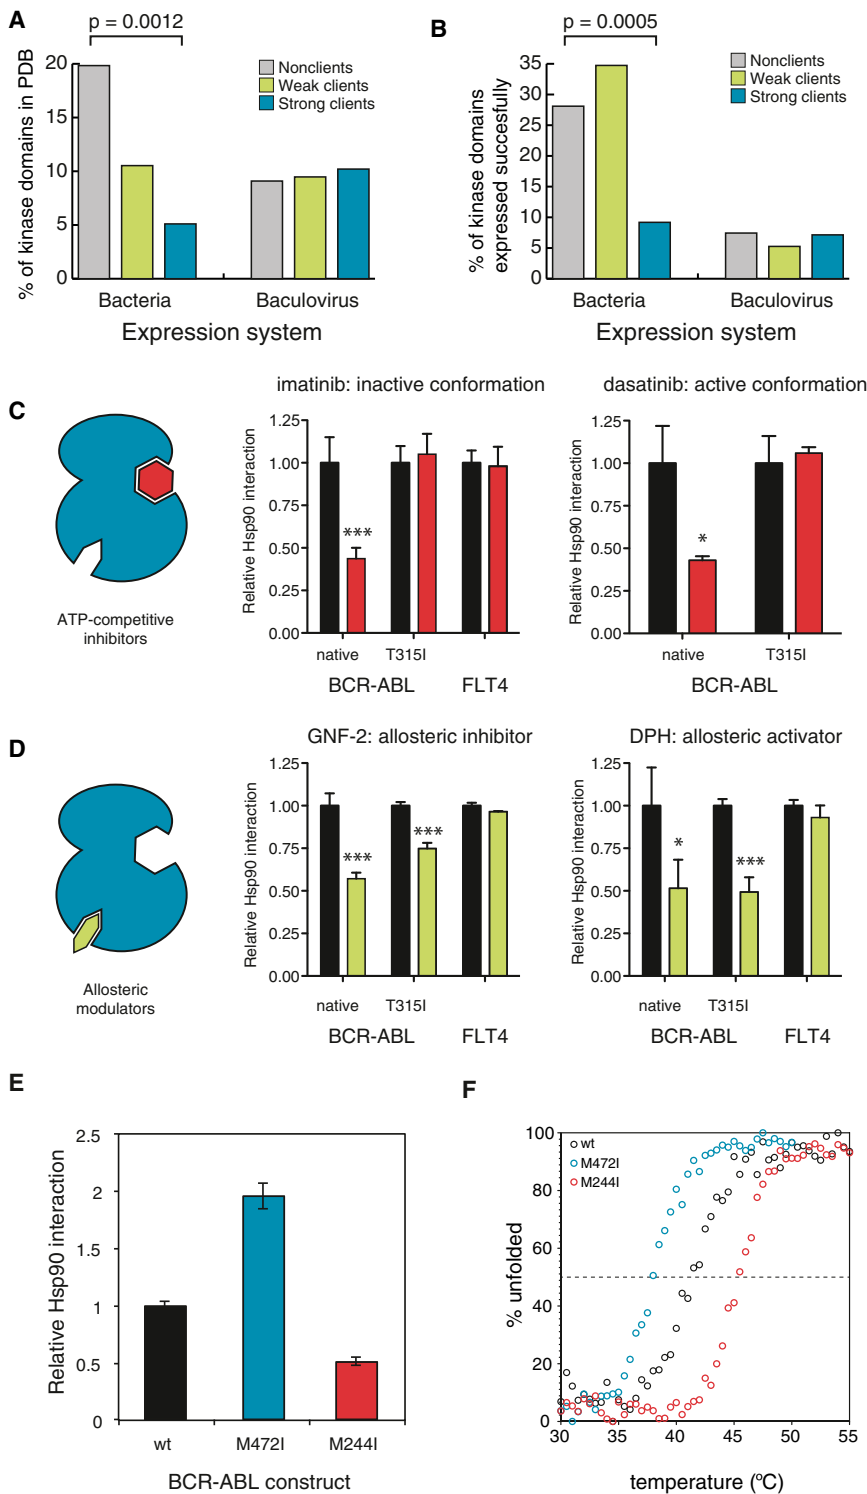 A
p = 0.0012
% of kinase domains in PDB
20
15
10
5
0
Nonclients
Weak clients
Strong clients
Bacteria
Baculovirus
Expression system
B
p = 0.0005
% of kinase domains
expressed succesfully
35
30
25
20
15
10
5
0
Nonclients
Weak clients
Strong clients
Bacteria
Baculovirus
Expression system
C
ATP-competitive
inhibitors
imatinib: inactive conformation
Relative Hsp90 interaction
1.25
1.00
0.75
0.50
0.25
0.00
***
native
T315I
BCR-ABL
FLT4
dasatinib: active conformation
Relative Hsp90 interaction
1.25
1.00
0.75
0.50
0.25
0.00
*
native
T315I
BCR-ABL
D
Allosteric
modulators
GNF-2: allosteric inhibitor
Relative Hsp90 interaction
1.25
1.00
0.75
0.50
0.25
0.00
***
***
native
T315I
BCR-ABL
FLT4
DPH: allosteric activator
Relative Hsp90 interaction
1.25
1.00
0.75
0.50
0.25
0.00
*
***
native
T315I
BCR-ABL
FLT4
E
Relative Hsp90 interaction
2.5
2
1.5
1
0.5
0
wt
M472I
M244I
BCR-ABL construct
F
% unfolded
100
80
60
40
20
0
wt
M472I
M244I
30
35
40
45
50
55
temperature (ºC)